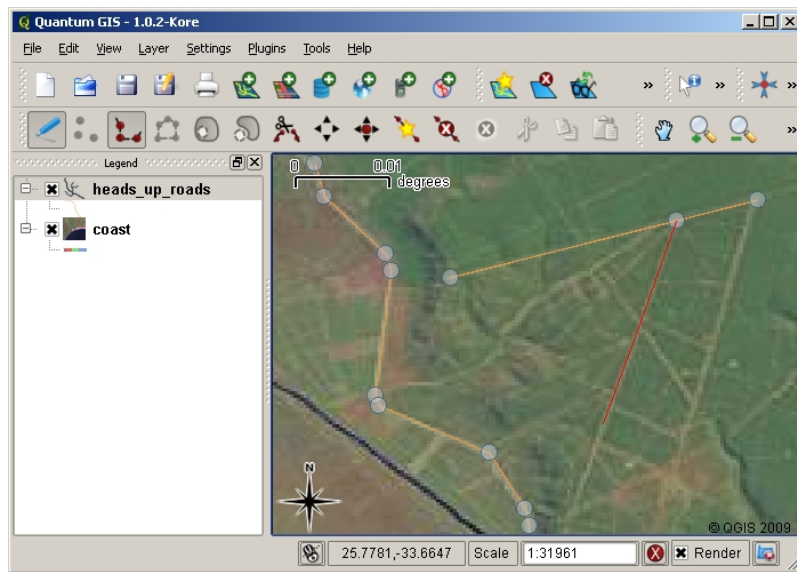 Quantum GIS - 1.0.2-Kore
File Edit View Layer Settings Plugins Tools Help
Legend
heads_up_roads
coast
0 0.01
degrees
N
© QGIS 2009
25.7781,-33.6647 Scale 1:31961 Render